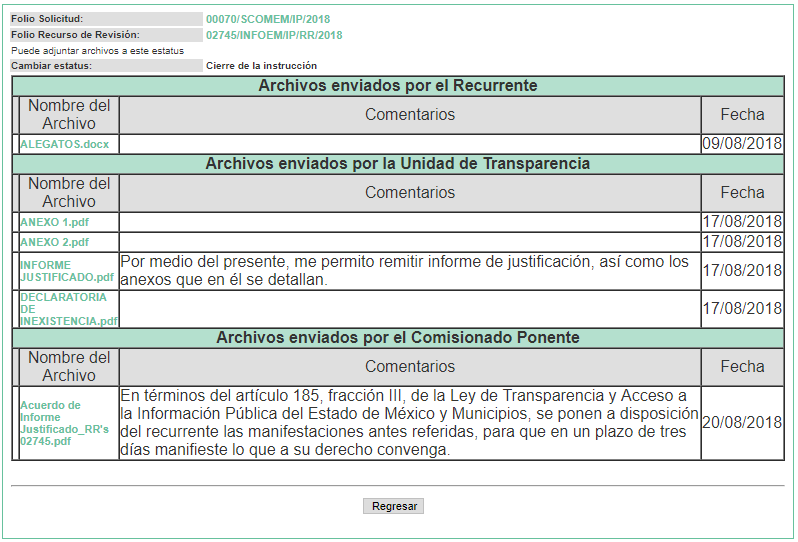 Folio Solicitud: 00070/SCOMEM/IP/2018
Folio Recurso de Revisión: 02745/INFOEM/IP/RR/2018
Puede adjuntar archivos a este estatus
Cambiar estatus: Cierre de la instrucción
Archivos enviados por el Recurrente
Nombre del
Archivo
Comentarios
Fecha
ALEGATOS.docx 09/08/2018
Archivos enviados por la Unidad de Transparencia
Nombre del
Archivo
Comentarios
Fecha
ANEXO 1.pdf 17/08/2018
ANEXO 2.pdf 17/08/2018
INFORME
JUSTIFICADO.pdf
Por medio del presente, me permito remitir informe de justificación, así como los
anexos que en él se detallan.
17/08/2018
DECLARATORIA
DE
INEXISTENCIA.pdf
17/08/2018
Archivos enviados por el Comisionado Ponente
Nombre del
Archivo
Comentarios
Fecha
Acuerdo de
Informe
Justificado_RR's
02745.pdf
En términos del artículo 185, fracción III, de la Ley de Transparencia y Acceso a
la Información Pública del Estado de México y Municipios, se ponen a disposición
del recurrente las manifestaciones antes referidas, para que en un plazo de tres
días manifieste lo que a su derecho convenga.
20/08/2018
Regresar